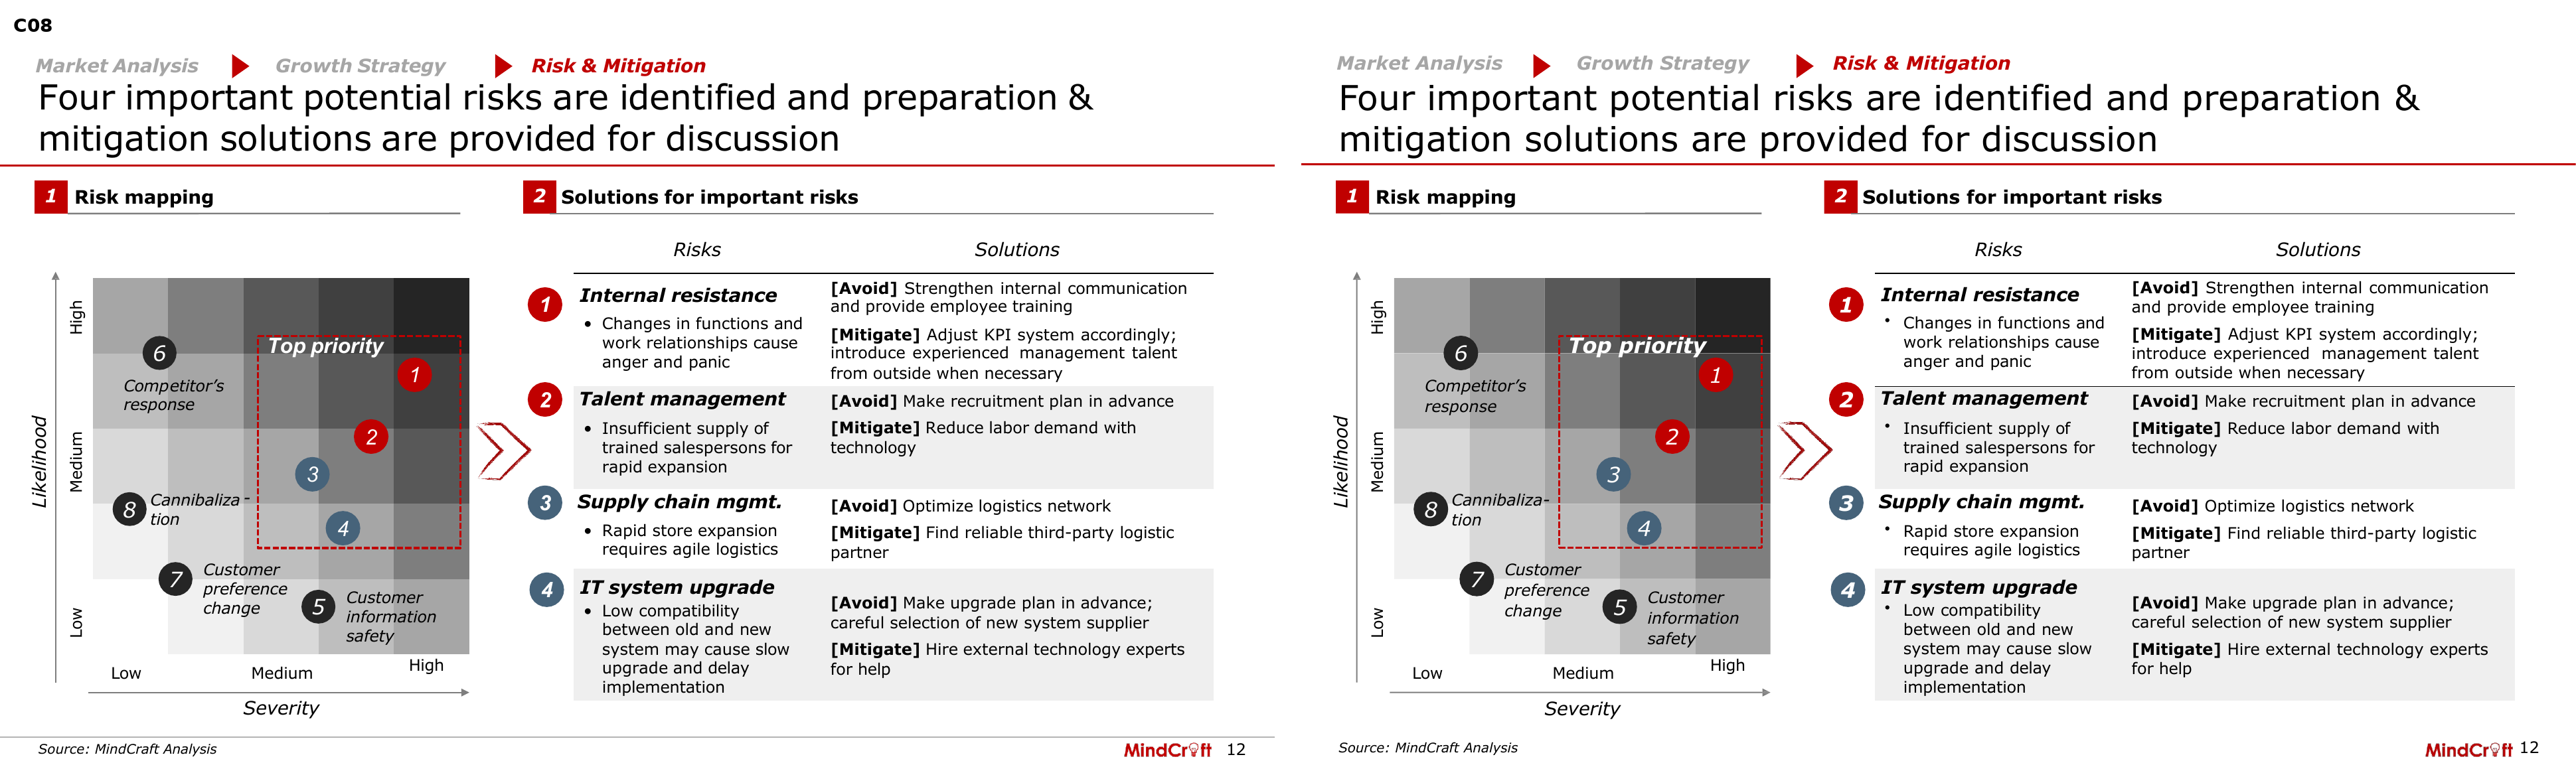 C08
Market Analysis
Growth Strategy
Risk & Mitigation
Four important potential risks are identified and preparation &
mitigation solutions are provided for discussion
1 Risk mapping
Likelihood
High
Medium
Low
Top priority
6
Competitor's
response
1
2
3
4
8
Cannibaliza-
tion
7
Customer
preference
change
5
Customer
information
safety
Low
Medium
High
Severity
2 Solutions for important risks
Risks
Solutions
1
Internal resistance
• Changes in functions and
work relationships cause
anger and panic
[Avoid] Strengthen internal communication
and provide employee training
[Mitigate] Adjust KPI system accordingly;
introduce experienced management talent
from outside when necessary
2
Talent management
• Insufficient supply of
trained salespersons for
rapid expansion
[Avoid] Make recruitment plan in advance
[Mitigate] Reduce labor demand with
technology
3
Supply chain mgmt.
• Rapid store expansion
requires agile logistics
[Avoid] Optimize logistics network
[Mitigate] Find reliable third-party logistic
partner
4
IT system upgrade
• Low compatibility
between old and new
system may cause slow
upgrade and delay
implementation
[Avoid] Make upgrade plan in advance;
careful selection of new system supplier
[Mitigate] Hire external technology experts
for help
Source: MindCraft Analysis
MindCraft 12
Market Analysis
Growth Strategy
Risk & Mitigation
Four important potential risks are identified and preparation &
mitigation solutions are provided for discussion
1 Risk mapping
Likelihood
High
Medium
Low
Top priority
6
Competitor's
response
1
2
3
4
8
Cannibaliza-
tion
7
Customer
preference
change
5
Customer
information
safety
Low
Medium
High
Severity
2 Solutions for important risks
Risks
Solutions
1
Internal resistance
• Changes in functions and
work relationships cause
anger and panic
[Avoid] Strengthen internal communication
and provide employee training
[Mitigate] Adjust KPI system accordingly;
introduce experienced management talent
from outside when necessary
2
Talent management
• Insufficient supply of
trained salespersons for
rapid expansion
[Avoid] Make recruitment plan in advance
[Mitigate] Reduce labor demand with
technology
3
Supply chain mgmt.
• Rapid store expansion
requires agile logistics
[Avoid] Optimize logistics network
[Mitigate] Find reliable third-party logistic
partner
4
IT system upgrade
• Low compatibility
between old and new
system may cause slow
upgrade and delay
implementation
[Avoid] Make upgrade plan in advance;
careful selection of new system supplier
[Mitigate] Hire external technology experts
for help
Source: MindCraft Analysis
MindCraft 12